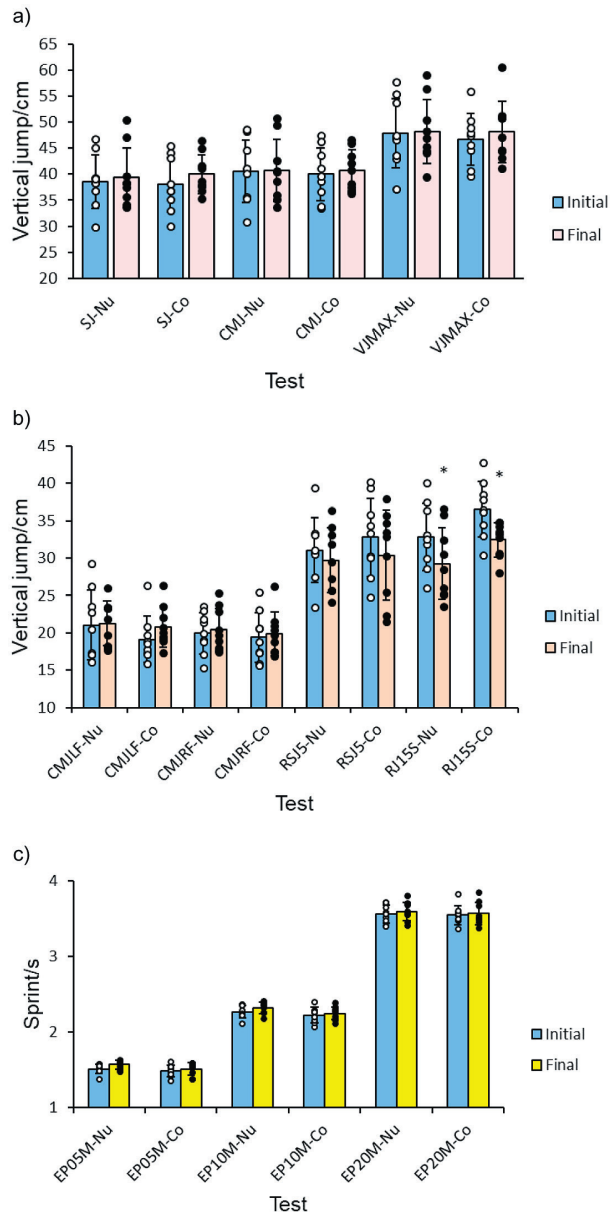 a)
65
60
55
50
45
40
35
30
25
20
Vertical jump/cm
SJ-Nu
SJ-Co
CMJ-Nu
CMJ-Co
VJMAX-Nu
VJMAX-Co
Test
Initial
Final
b)
45
40
35
30
25
20
15
10
Vertical jump/cm
* *
CMJLF-Nu
CMJLF-Co
CMJRF-Nu
CMJRF-Co
RSJ5-Nu
RSJ5-Co
RJ15S-Nu
RJ15S-Co
Test
Initial
Final
c)
4
3
2
1
Sprint/s
EP05M-Nu
EP05M-Co
EP10M-Nu
EP10M-Co
EP20M-Nu
EP20M-Co
Test
Initial
Final